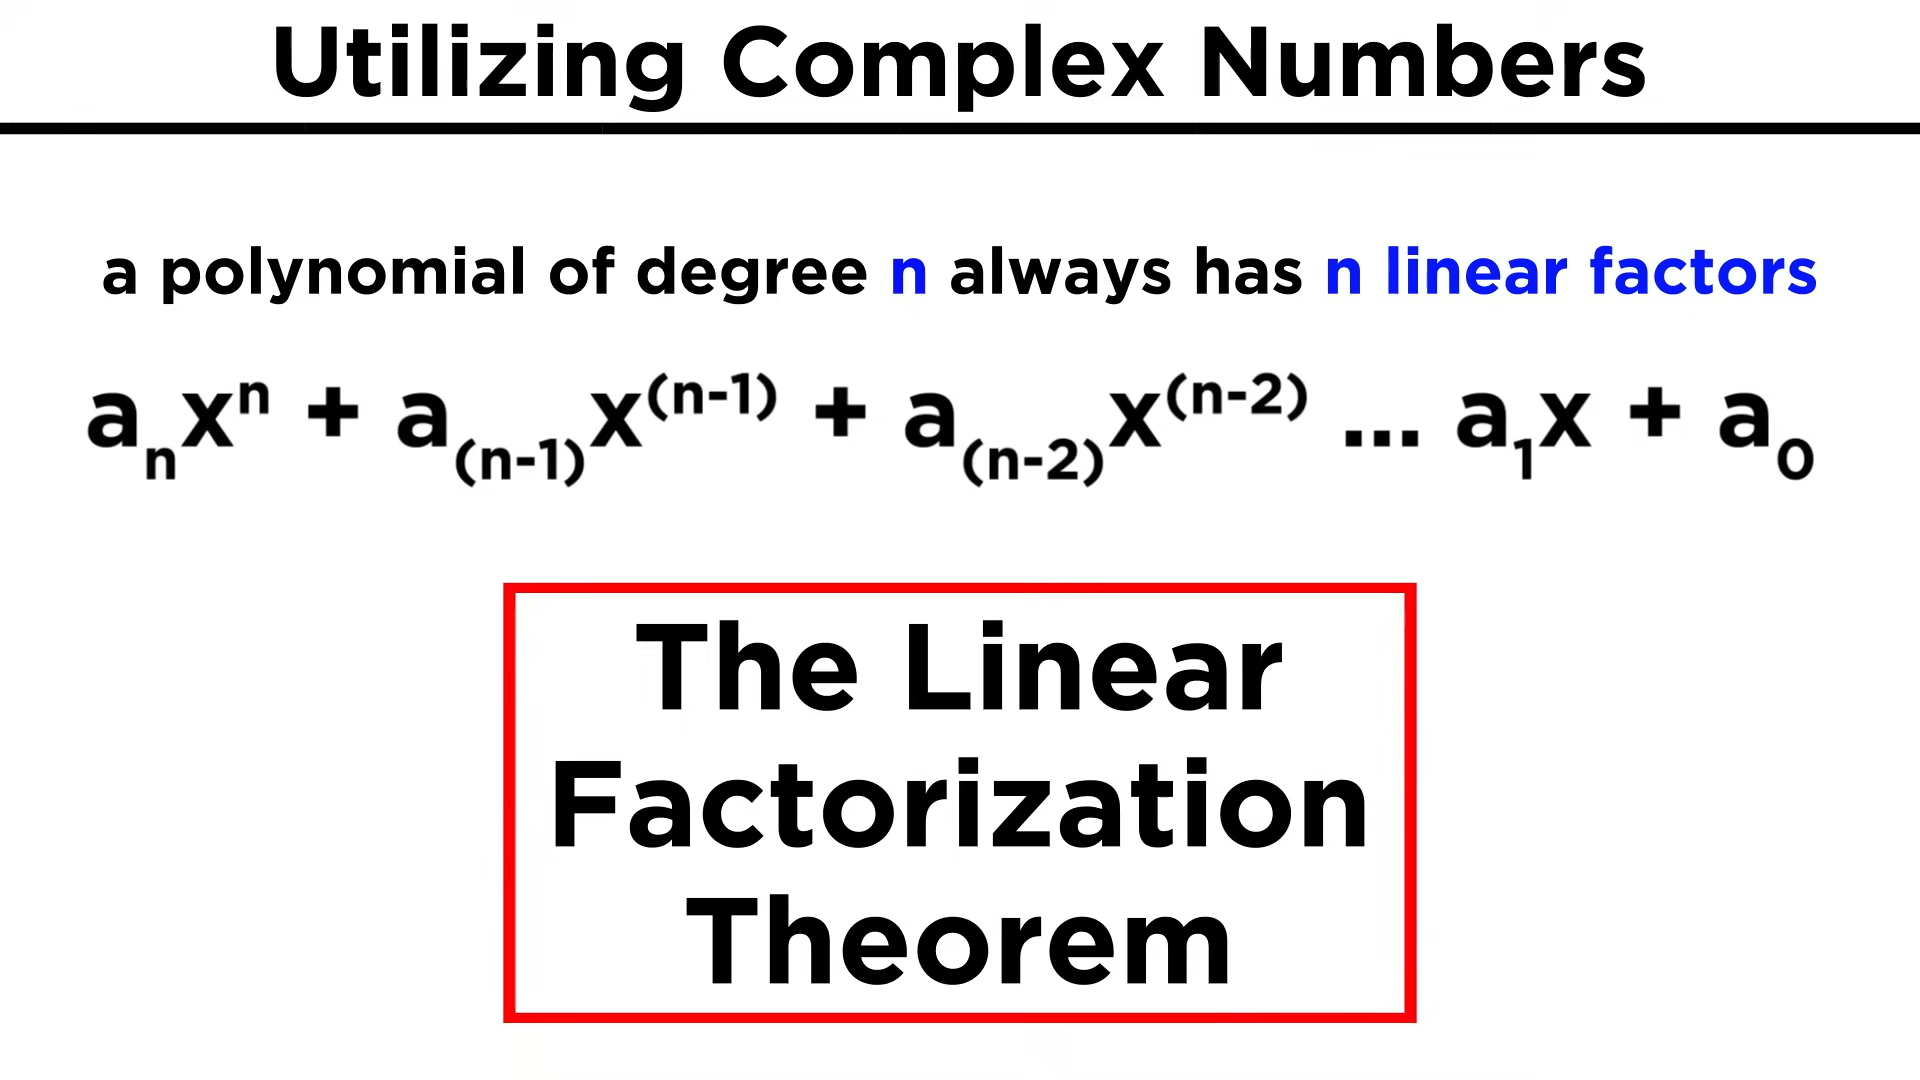 Utilizing Complex Numbers
a polynomial of degree n always has n linear factors
aₙxⁿ + a₍ₙ₋₁₎x⁽ⁿ⁻¹⁾ + a₍ₙ₋₂₎x⁽ⁿ⁻²⁾ ... a₁x + a₀
The Linear
Factorization
Theorem